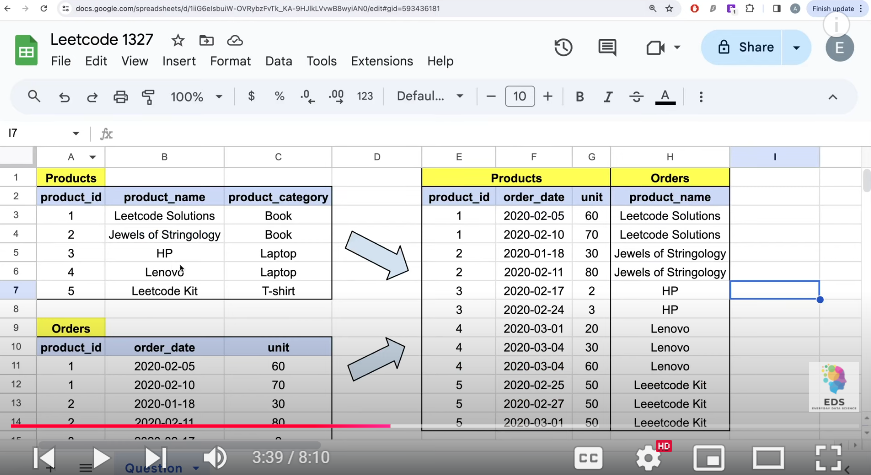 docs.google.com/spreadsheets/d/1iIG6eIsbuiW-OVRybzFvTk_KA-9HJlkLVvwB8wyiAN0/edit#gid=593436181
Finish update
Leetcode 1327
File Edit View Insert Format Data Tools Extensions Help
Share
E
100% $ % .0 .00 123 Defaul... − 10 + B I S A
I7 fx
A B C D E F G H I
1 Products Products Orders
2 product_id product_name product_category product_id order_date unit product_name
3 1 Leetcode Solutions Book 1 2020-02-05 60 Leetcode Solutions
4 2 Jewels of Stringology Book 1 2020-02-10 70 Leetcode Solutions
5 3 HP Laptop 2 2020-01-18 30 Jewels of Stringology
6 4 Lenovo Laptop 2 2020-02-11 80 Jewels of Stringology
7 5 Leetcode Kit T-shirt 3 2020-02-17 2 HP
8 3 2020-02-24 3 HP
9 Orders 4 2020-03-01 20 Lenovo
10 product_id order_date unit 4 2020-03-04 30 Lenovo
11 1 2020-02-05 60 4 2020-03-04 60 Lenovo
12 1 2020-02-10 70 5 2020-02-25 50 Leeetcode Kit
13 2 2020-01-18 30 5 2020-02-27 50 Leeetcode Kit
14 2 2020-02-11 80 5 2020-03-01 50 Leeetcode Kit
EDS
EVERYDAY DATA SCIENCE
3:39 / 8:10
CC
HD
Question